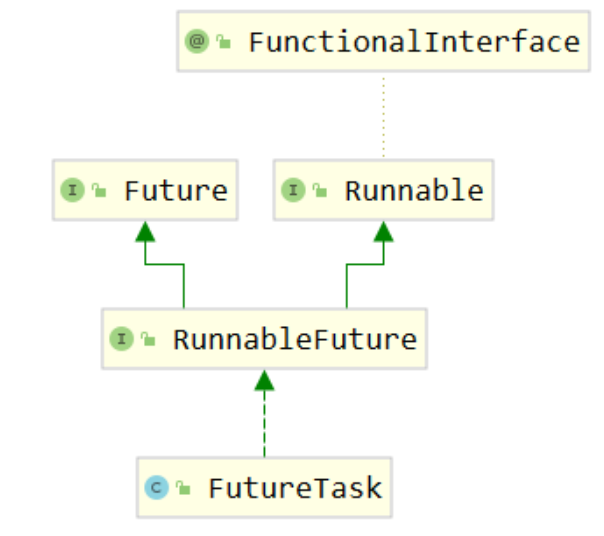 @ FunctionalInterface
I Future
I Runnable
I RunnableFuture
C FutureTask